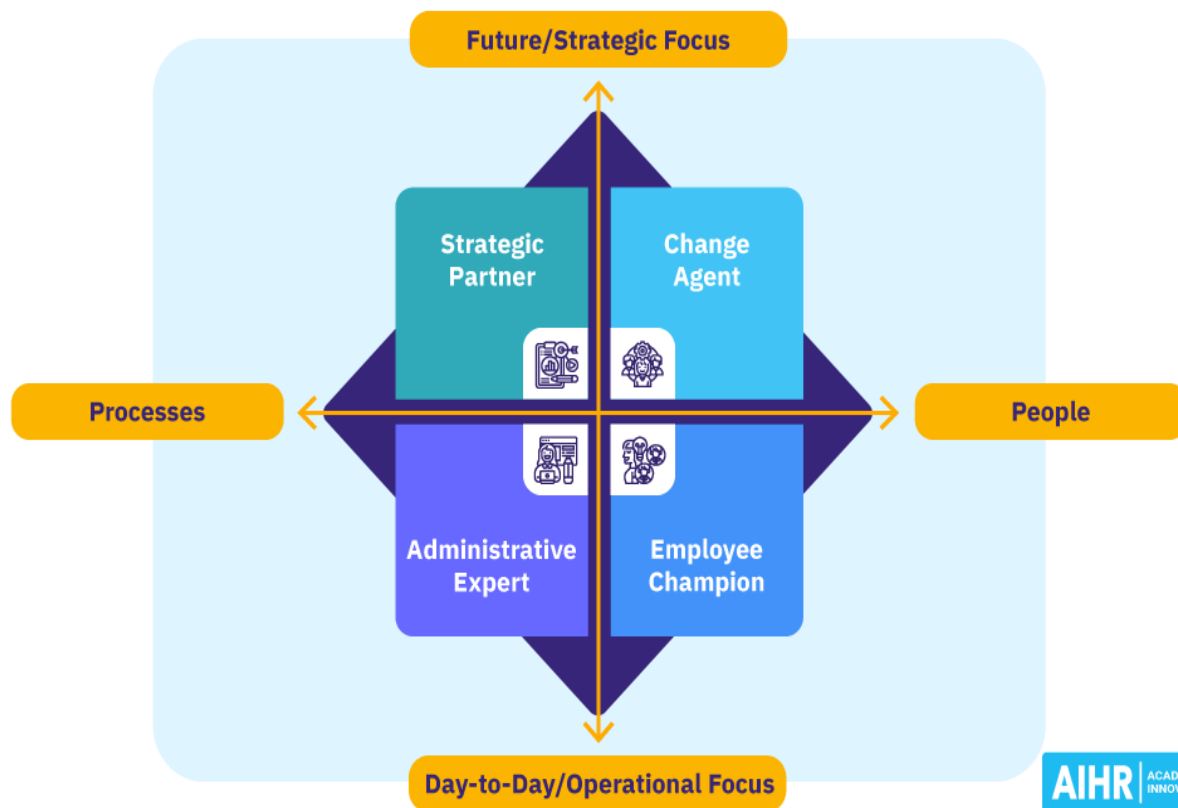 Future/Strategic Focus
Strategic
Partner
Change
Agent
Processes
People
Administrative
Expert
Employee
Champion
Day-to-Day/Operational Focus
AIHR